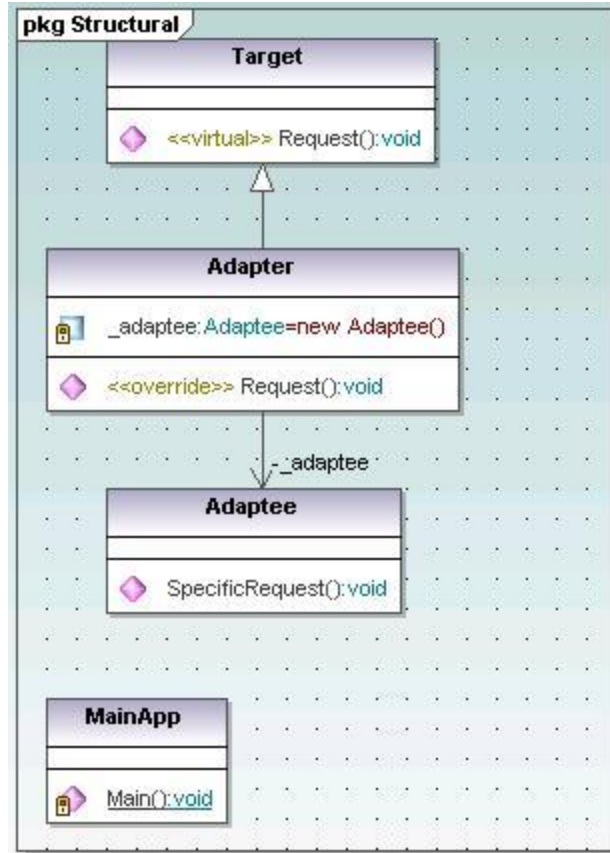 pkg Structural
Target
<<virtual>> Request():void
Adapter
_adaptee:Adaptee=new Adaptee()
<<override>> Request():void
-_adaptee
Adaptee
SpecificRequest():void
MainApp
Main():void